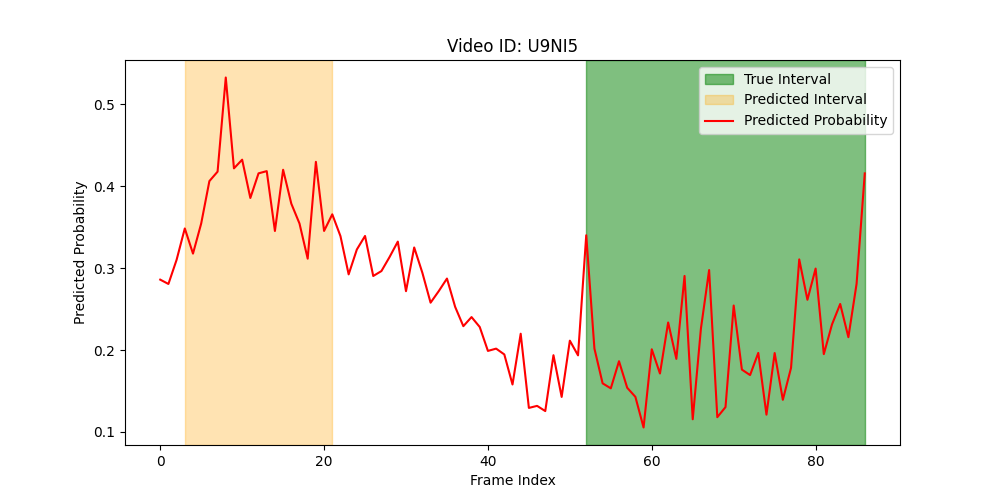 Video ID: U9NI5
True Interval
Predicted Interval
Predicted Probability
Predicted Probability
0.5
0.4
0.3
0.2
0.1
0 20 40 60 80
Frame Index